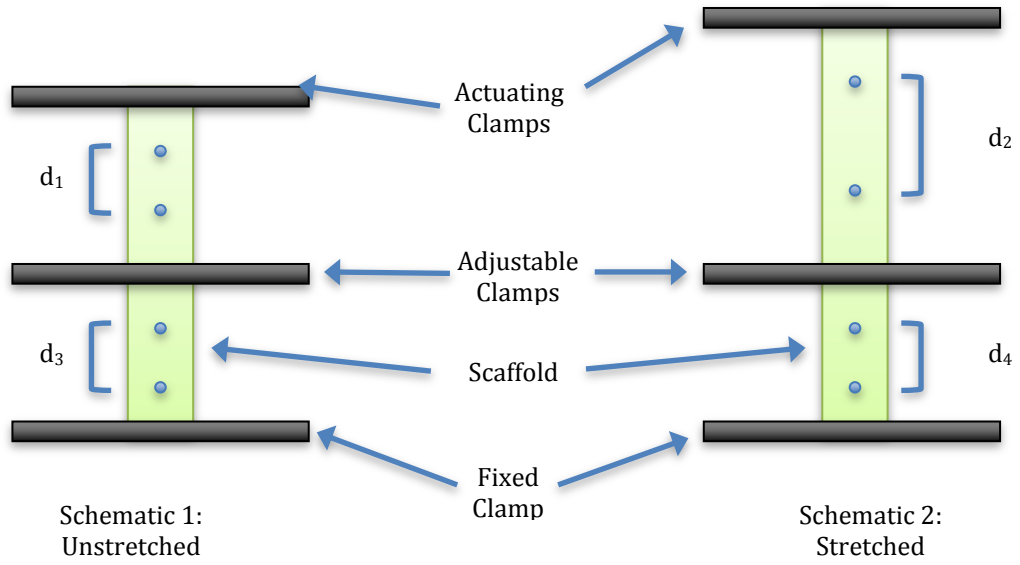 Actuating
Clamps
d₁
d₂
Adjustable
Clamps
d₃
d₄
Scaffold
Fixed
Clamp
Schematic 1:
Unstretched
Schematic 2:
Stretched